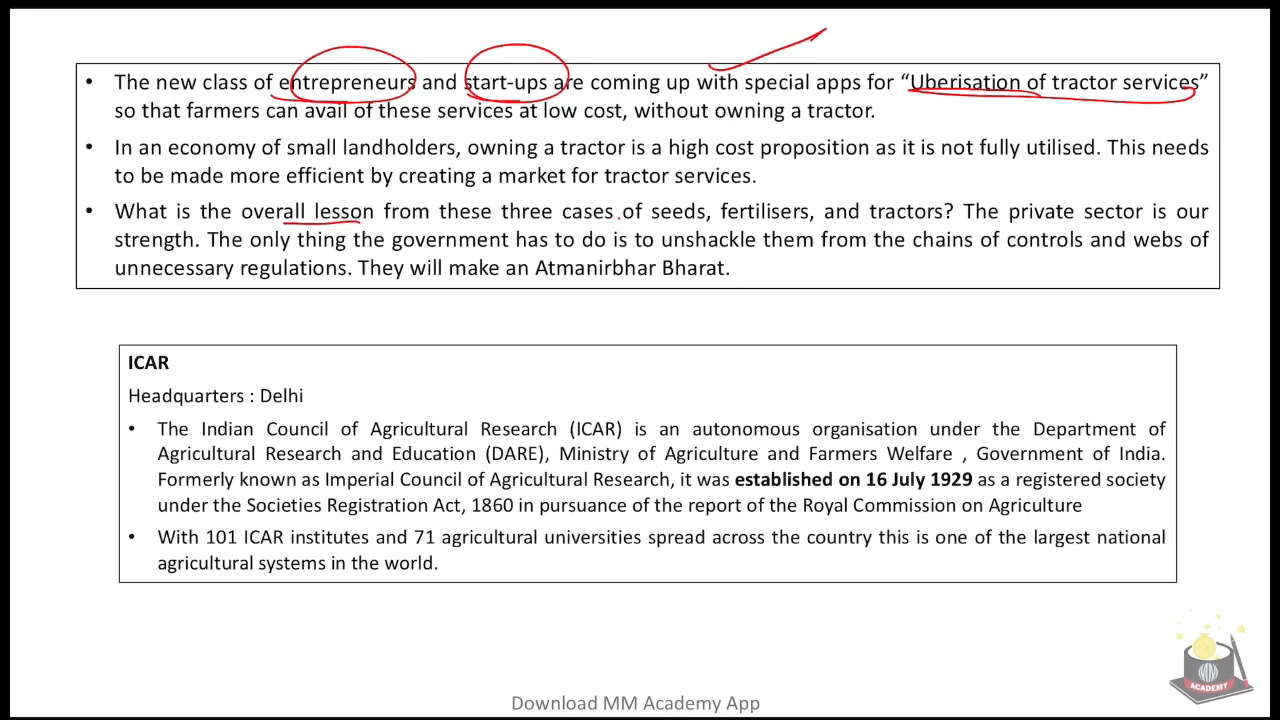 • The new class of entrepreneurs and start-ups are coming up with special apps for “Uberisation of tractor services”
so that farmers can avail of these services at low cost, without owning a tractor.
• In an economy of small landholders, owning a tractor is a high cost proposition as it is not fully utilised. This needs
to be made more efficient by creating a market for tractor services.
• What is the overall lesson from these three cases of seeds, fertilisers, and tractors? The private sector is our
strength. The only thing the government has to do is to unshackle them from the chains of controls and webs of
unnecessary regulations. They will make an Atmanirbhar Bharat.
ICAR
Headquarters : Delhi
• The Indian Council of Agricultural Research (ICAR) is an autonomous organisation under the Department of
Agricultural Research and Education (DARE), Ministry of Agriculture and Farmers Welfare , Government of India.
Formerly known as Imperial Council of Agricultural Research, it was established on 16 July 1929 as a registered society
under the Societies Registration Act, 1860 in pursuance of the report of the Royal Commission on Agriculture
• With 101 ICAR institutes and 71 agricultural universities spread across the country this is one of the largest national
agricultural systems in the world.
ACADEMY
Download MM Academy App